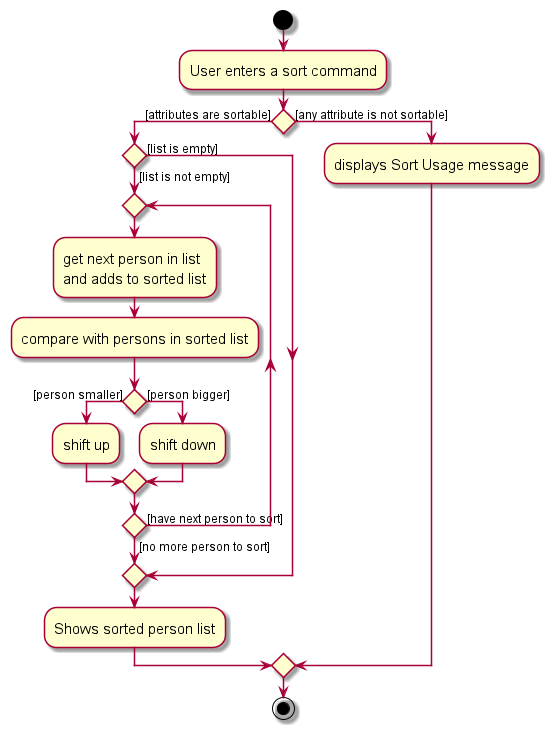 User enters a sort command
[attributes are sortable]
[any attribute is not sortable]
[list is empty]
displays Sort Usage message
[list is not empty]
get next person in list
and adds to sorted list
compare with persons in sorted list
[person smaller]
[person bigger]
shift up
shift down
[have next person to sort]
[no more person to sort]
Shows sorted person list